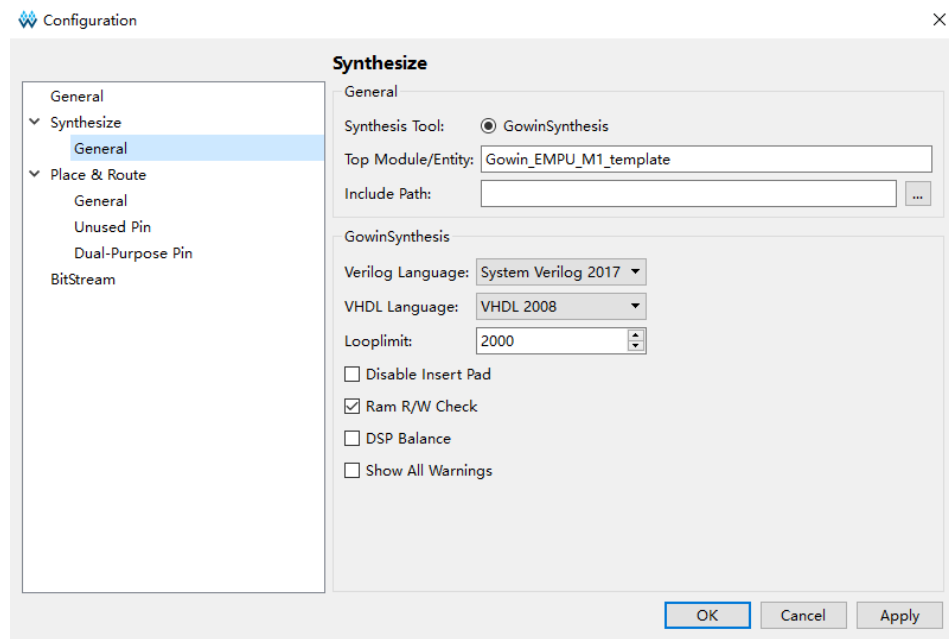 Configuration
Synthesize
General
Synthesize
General
Place & Route
General
Unused Pin
Dual-Purpose Pin
BitStream
General
Synthesis Tool: GowinSynthesis
Top Module/Entity: Gowin_EMPU_M1_template
Include Path: ...
GowinSynthesis
Verilog Language: System Verilog 2017
VHDL Language: VHDL 2008
Looplimit: 2000
Disable Insert Pad
Ram R/W Check
DSP Balance
Show All Warnings
OK Cancel Apply